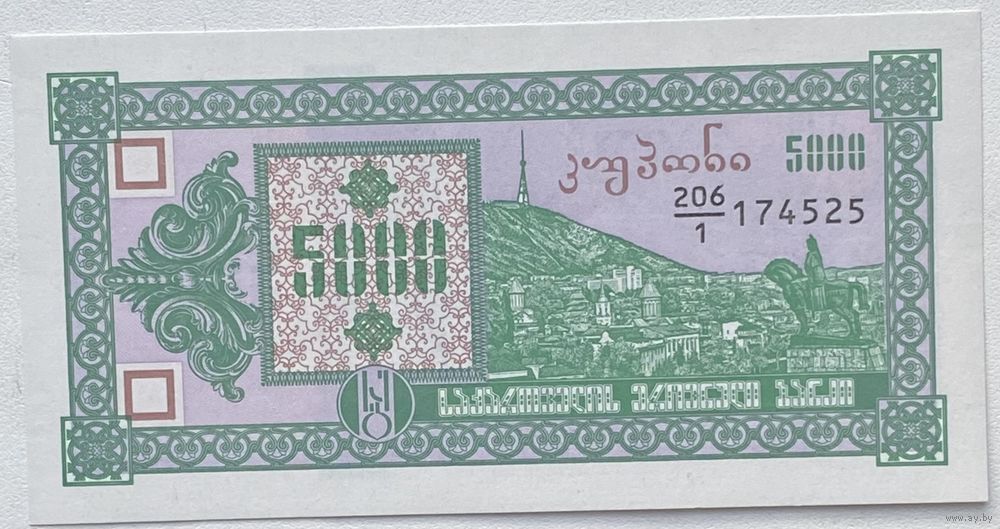 კუპონი 5000
206/1 174525
5000
საქართველოს ეროვნული ბანკი
www.ay.by